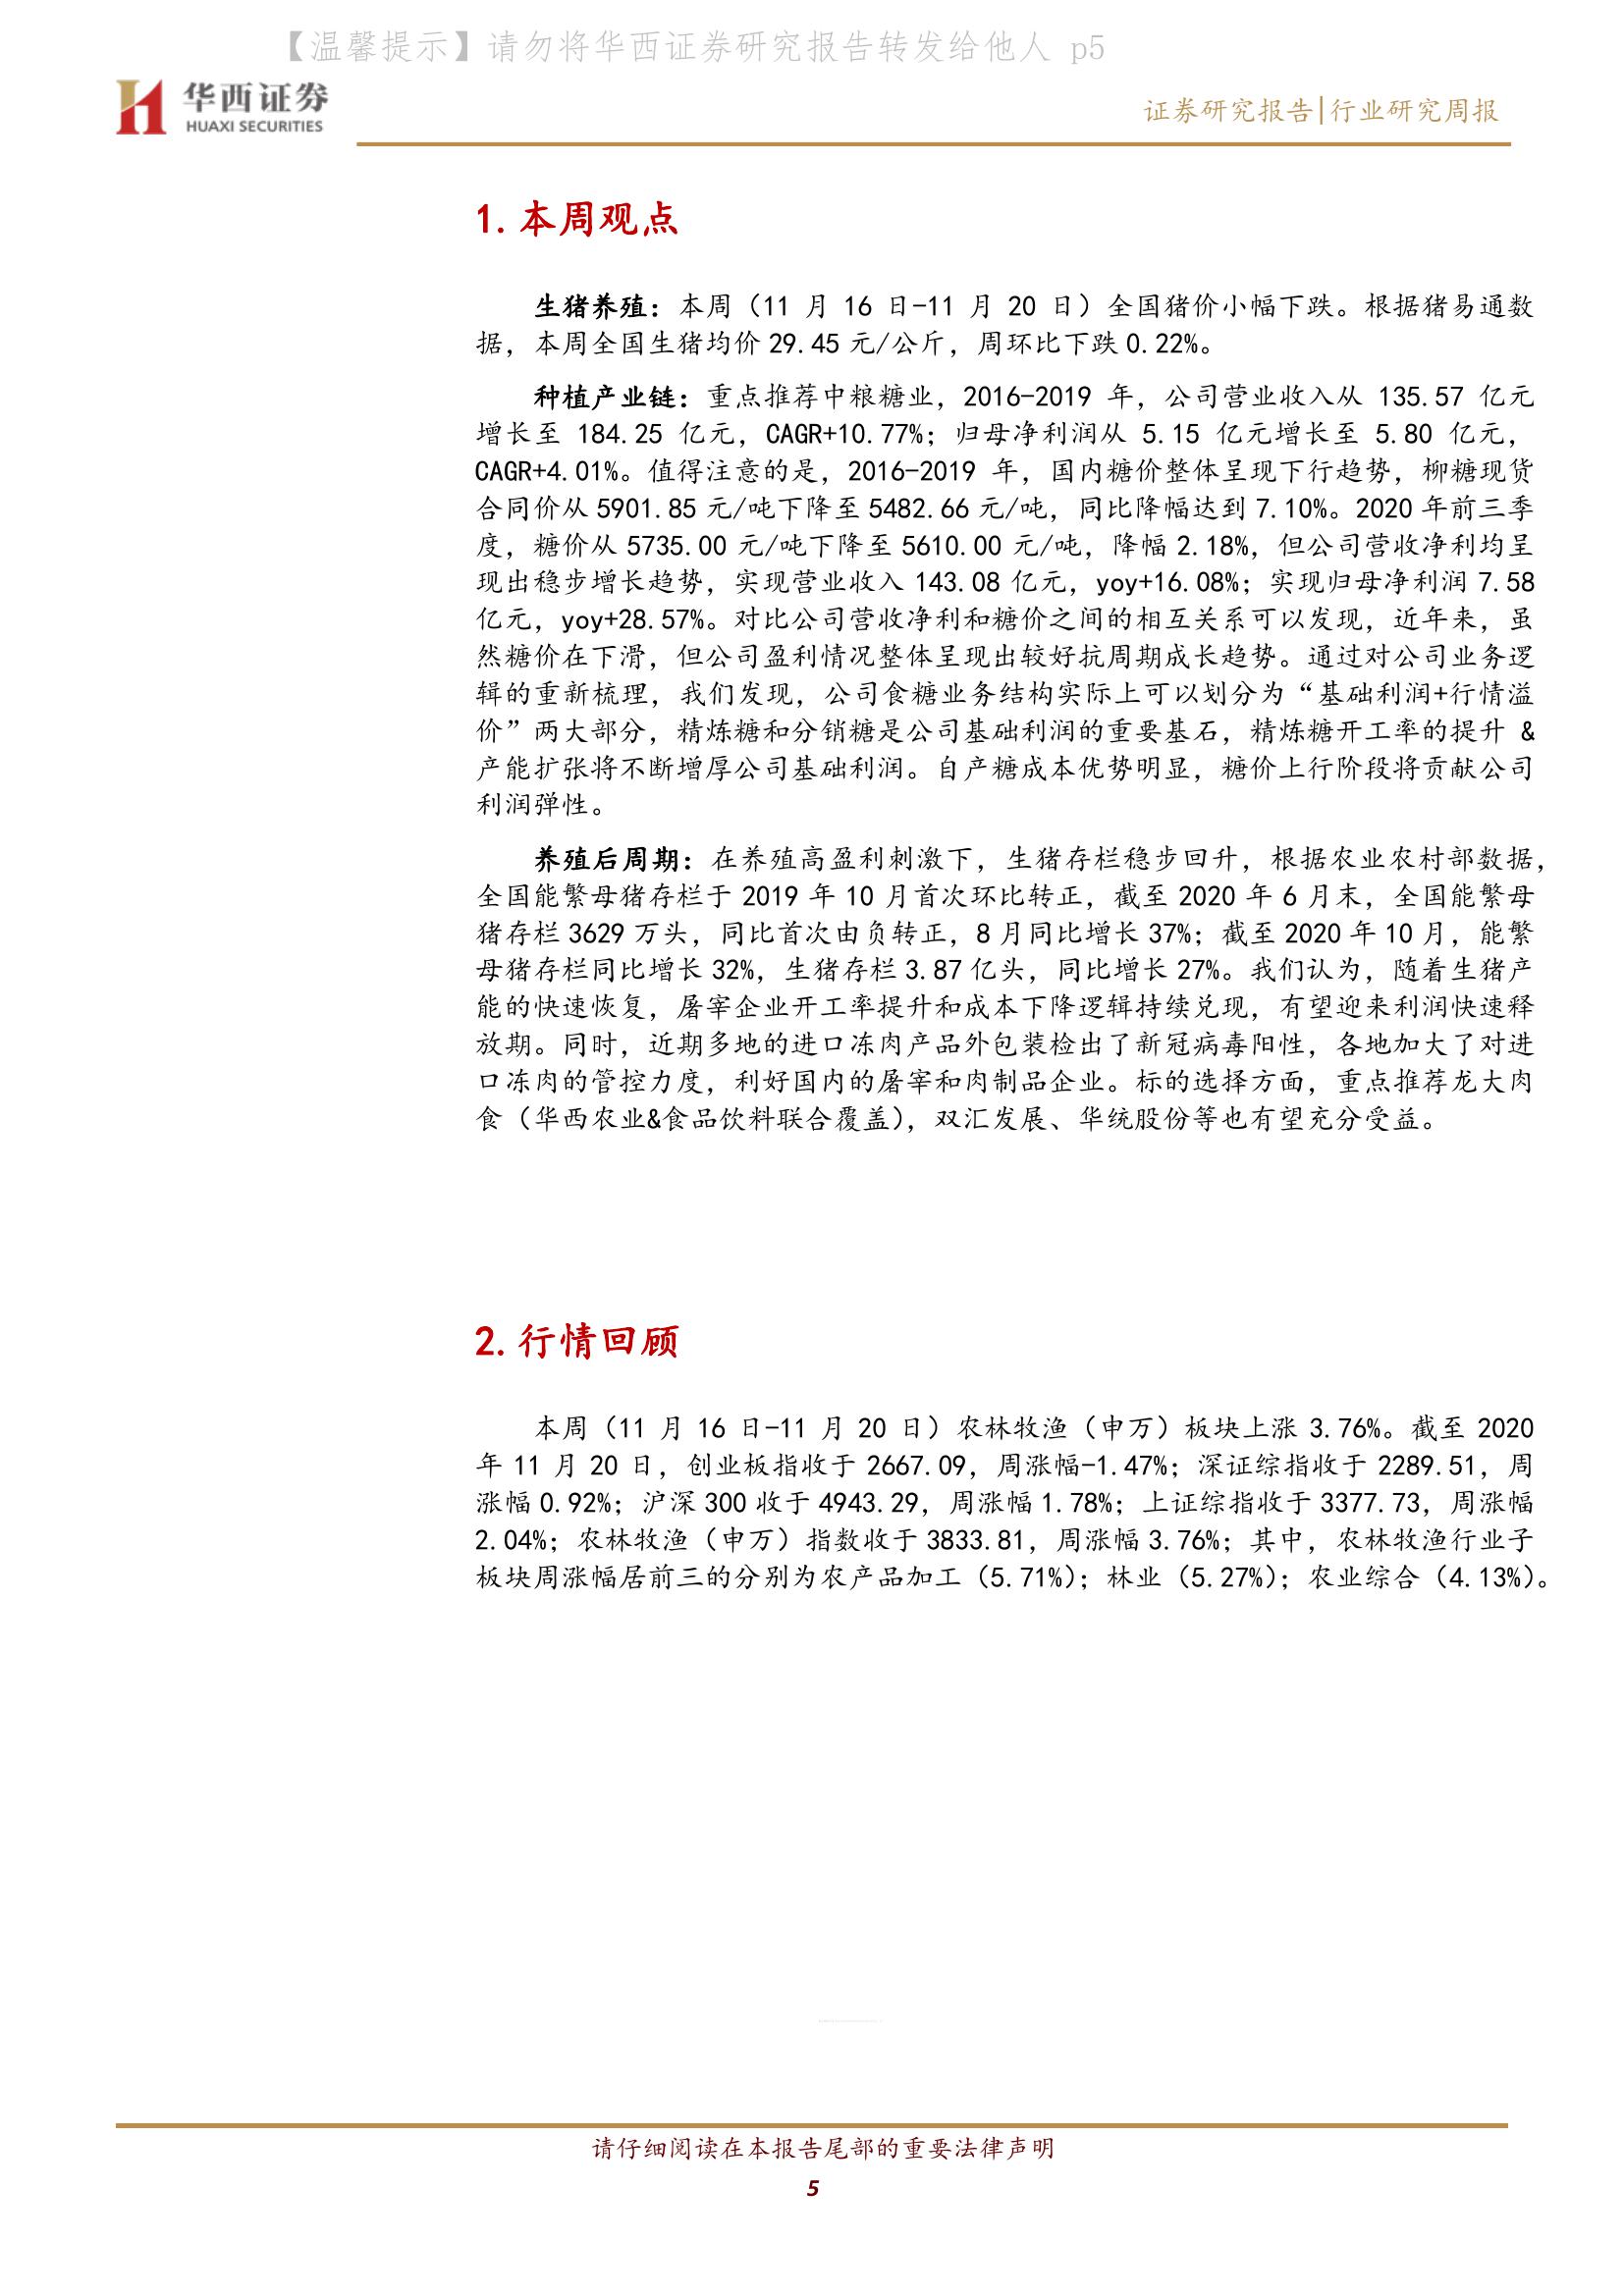 【温馨提示】请勿将华西证券研究报告转发给他人 p5
华西证券
HUAXI SECURITIES
证券研究报告|行业研究周报
1. 本周观点
生猪养殖：本周（11 月 16 日-11 月 20 日）全国猪价小幅下跌。根据猪易通数
据，本周全国生猪均价 29.45 元/公斤，周环比下跌 0.22%。
种植产业链：重点推荐中粮糖业，2016-2019 年，公司营业收入从 135.57 亿元
增长至 184.25 亿元，CAGR+10.77%；归母净利润从 5.15 亿元增长至 5.80 亿元，
CAGR+4.01%。值得注意的是，2016-2019 年，国内糖价整体呈现下行趋势，柳糖现货
合同价从 5901.85 元/吨下降至 5482.66 元/吨，同比降幅达到 7.10%。2020 年前三季
度，糖价从 5735.00 元/吨下降至 5610.00 元/吨，降幅 2.18%，但公司营收净利均呈
现出稳步增长趋势，实现营业收入 143.08 亿元，yoy+16.08%；实现归母净利润 7.58
亿元，yoy+28.57%。对比公司营收净利和糖价之间的相互关系可以发现，近年来，虽
然糖价在下滑，但公司盈利情况整体呈现出较好抗周期成长趋势。通过对公司业务逻
辑的重新梳理，我们发现，公司食糖业务结构实际上可以划分为“基础利润+行情溢
价”两大部分，精炼糖和分销糖是公司基础利润的重要基石，精炼糖开工率的提升 &
产能扩张将不断增厚公司基础利润。自产糖成本优势明显，糖价上行阶段将贡献公司
利润弹性。
养殖后周期：在养殖高盈利刺激下，生猪存栏稳步回升，根据农业农村部数据，
全国能繁母猪存栏于 2019 年 10 月首次环比转正，截至 2020 年 6 月末，全国能繁母
猪存栏 3629 万头，同比首次由负转正，8 月同比增长 37%；截至 2020 年 10 月，能繁
母猪存栏同比增长 32%，生猪存栏 3.87 亿头，同比增长 27%。我们认为，随着生猪产
能的快速恢复，屠宰企业开工率提升和成本下降逻辑持续兑现，有望迎来利润快速释
放期。同时，近期多地的进口冻肉产品外包装检出了新冠病毒阳性，各地加大了对进
口冻肉的管控力度，利好国内的屠宰和肉制品企业。标的选择方面，重点推荐龙大肉
食（华西农业&食品饮料联合覆盖），双汇发展、华统股份等也有望充分受益。
2. 行情回顾
本周（11 月 16 日-11 月 20 日）农林牧渔（申万）板块上涨 3.76%。截至 2020
年 11 月 20 日，创业板指收于 2667.09，周涨幅-1.47%；深证综指收于 2289.51，周
涨幅 0.92%；沪深 300 收于 4943.29，周涨幅 1.78%；上证综指收于 3377.73，周涨幅
2.04%；农林牧渔（申万）指数收于 3833.81，周涨幅 3.76%；其中，农林牧渔行业子
板块周涨幅居前三的分别为农产品加工（5.71%）；林业（5.27%）；农业综合（4.13%）。
请仔细阅读在本报告尾部的重要法律声明
5